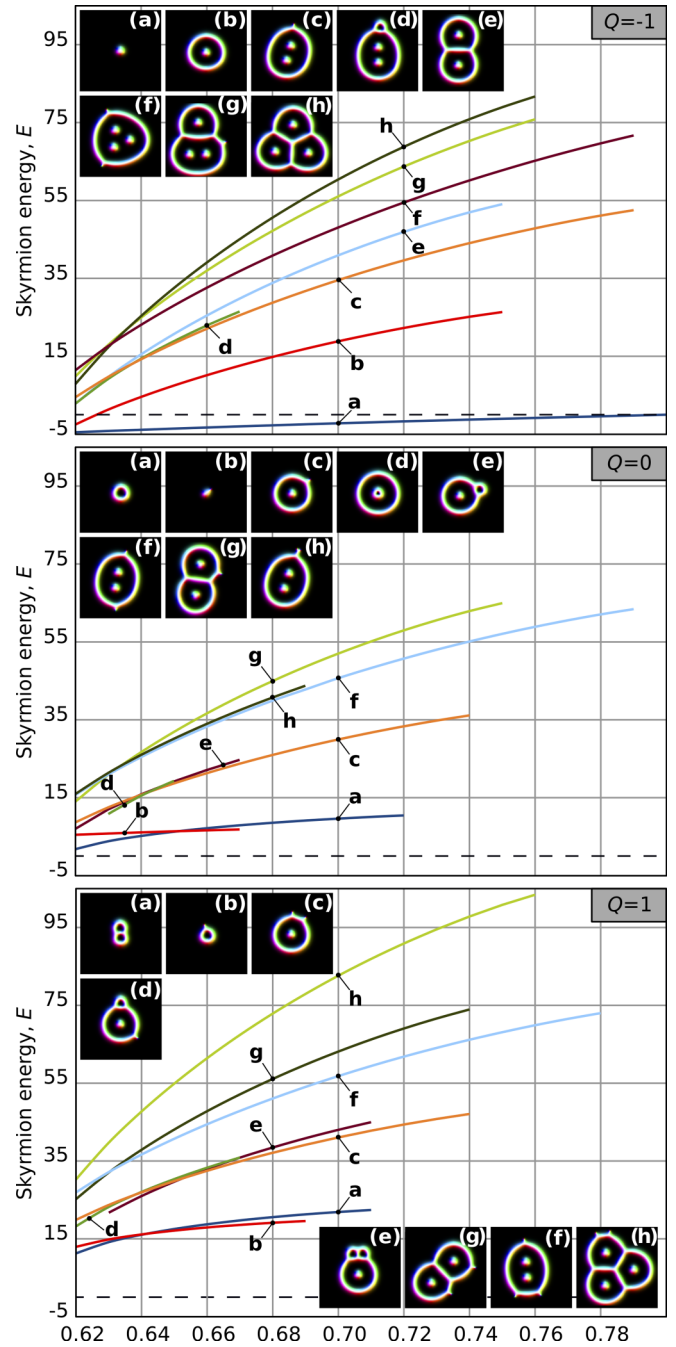 (a) (b) (c) (d) (e) Q=-1
(f) (g) (h)
95
75
55
35
15
-5
Skyrmion energy, E
h
g
f
e
c
d
b
a
(a) (b) (c) (d) (e) Q=0
(f) (g) (h)
95
75
55
35
15
-5
Skyrmion energy, E
g
h
f
e
c
d
b
a
(a) (b) (c) Q=1
(d)
95
75
55
35
15
-5
Skyrmion energy, E
h
g
f
e
c
a
d
b
(e) (g) (f) (h)
0.62 0.64 0.66 0.68 0.70 0.72 0.74 0.76 0.78